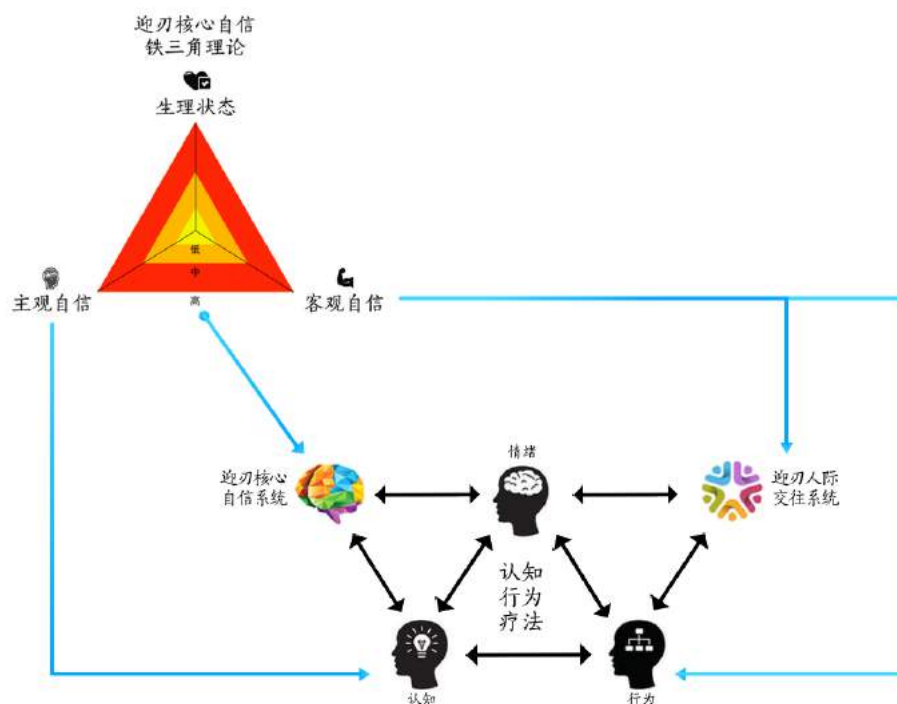 迎刃核心自信
铁三角理论
生理状态
低
中
高
主观自信
客观自信
情绪
迎刃核心
自信系统
迎刃人际
交往系统
认知
行为
疗法
认知
行为